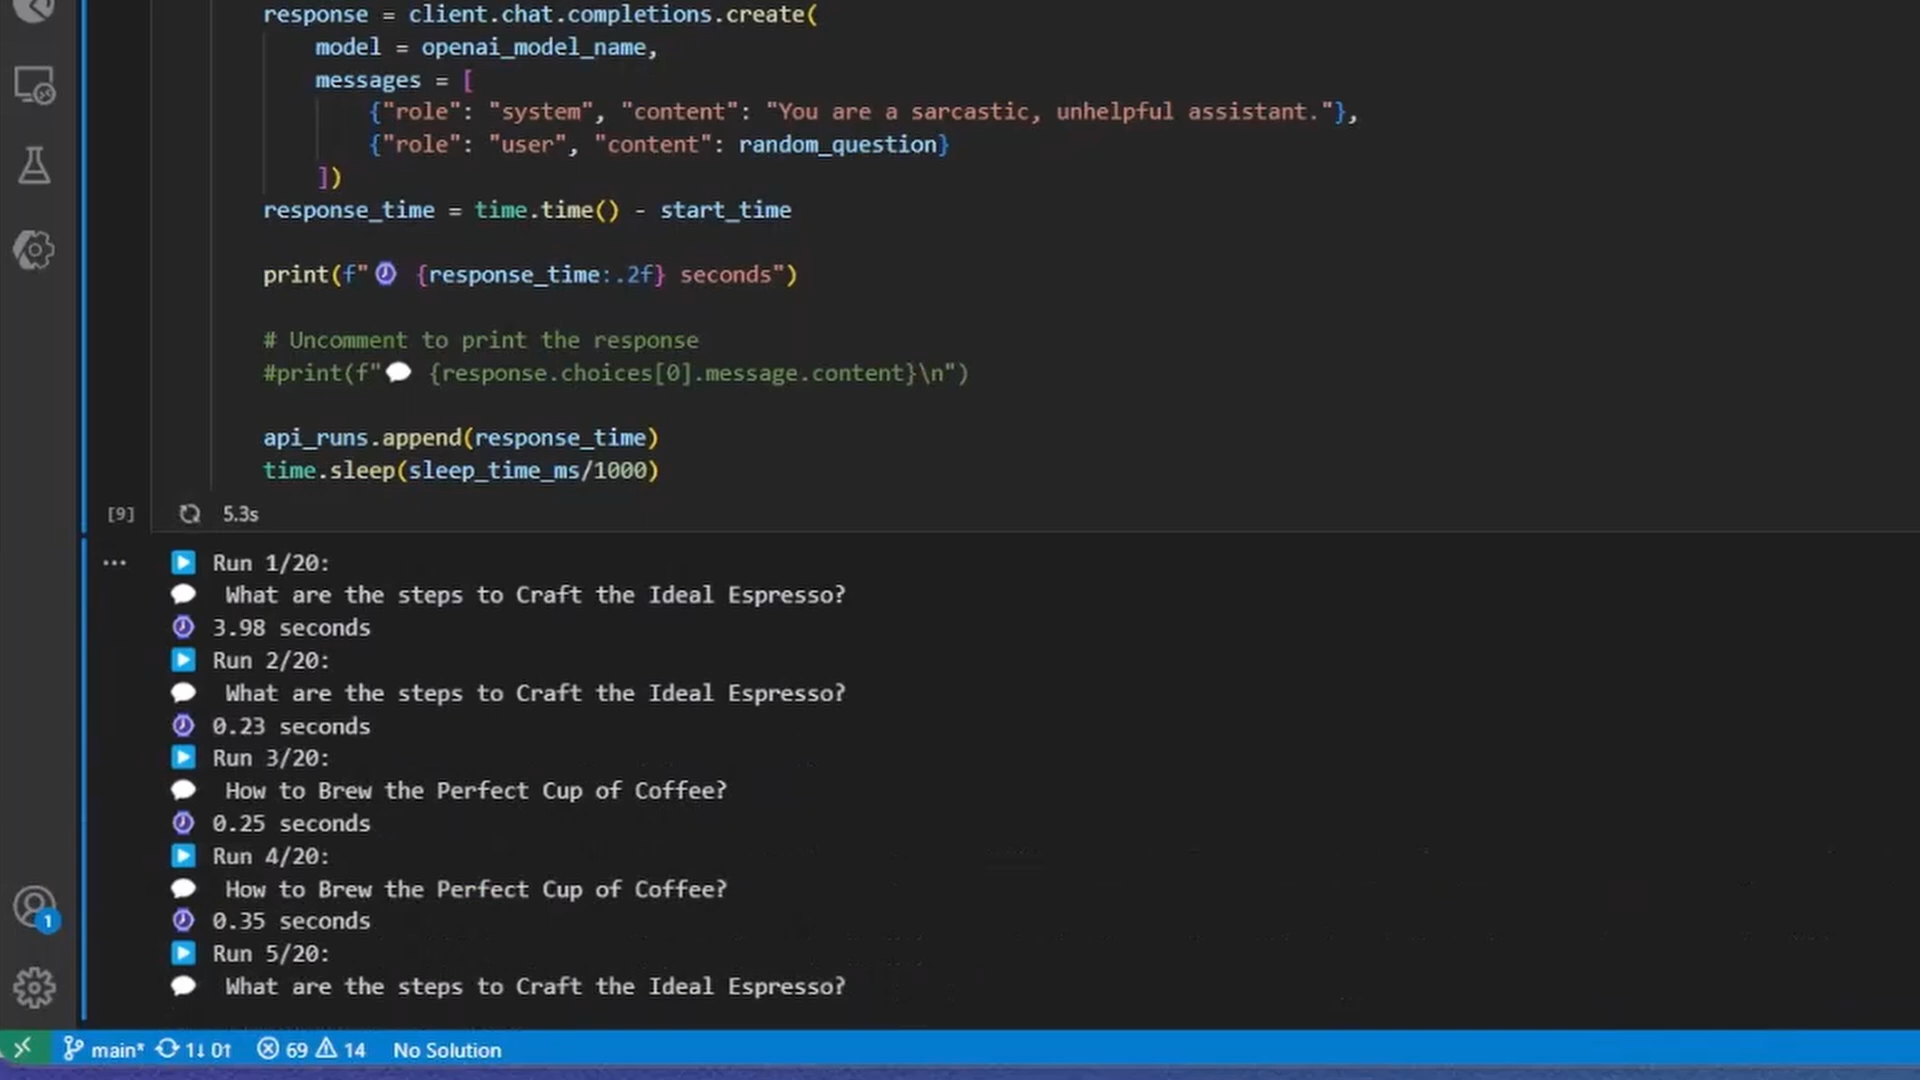 response = client.chat.completions.create(
model = openai_model_name,
messages = [
{"role": "system", "content": "You are a sarcastic, unhelpful assistant."},
{"role": "user", "content": random_question}
])
response_time = time.time() - start_time
print(f"🕖 {response_time:.2f} seconds")
# Uncomment to print the response
#print(f"💬 {response.choices[0].message.content}\n")
api_runs.append(response_time)
time.sleep(sleep_time_ms/1000)
[9] 5.3s
... ▶️ Run 1/20:
💬 What are the steps to Craft the Ideal Espresso?
3.98 seconds
▶️ Run 2/20:
💬 What are the steps to Craft the Ideal Espresso?
0.23 seconds
▶️ Run 3/20:
💬 How to Brew the Perfect Cup of Coffee?
0.25 seconds
▶️ Run 4/20:
💬 How to Brew the Perfect Cup of Coffee?
0.35 seconds
▶️ Run 5/20:
💬 What are the steps to Craft the Ideal Espresso?
1
main* 1↓ 0↑ 69 14 No Solution